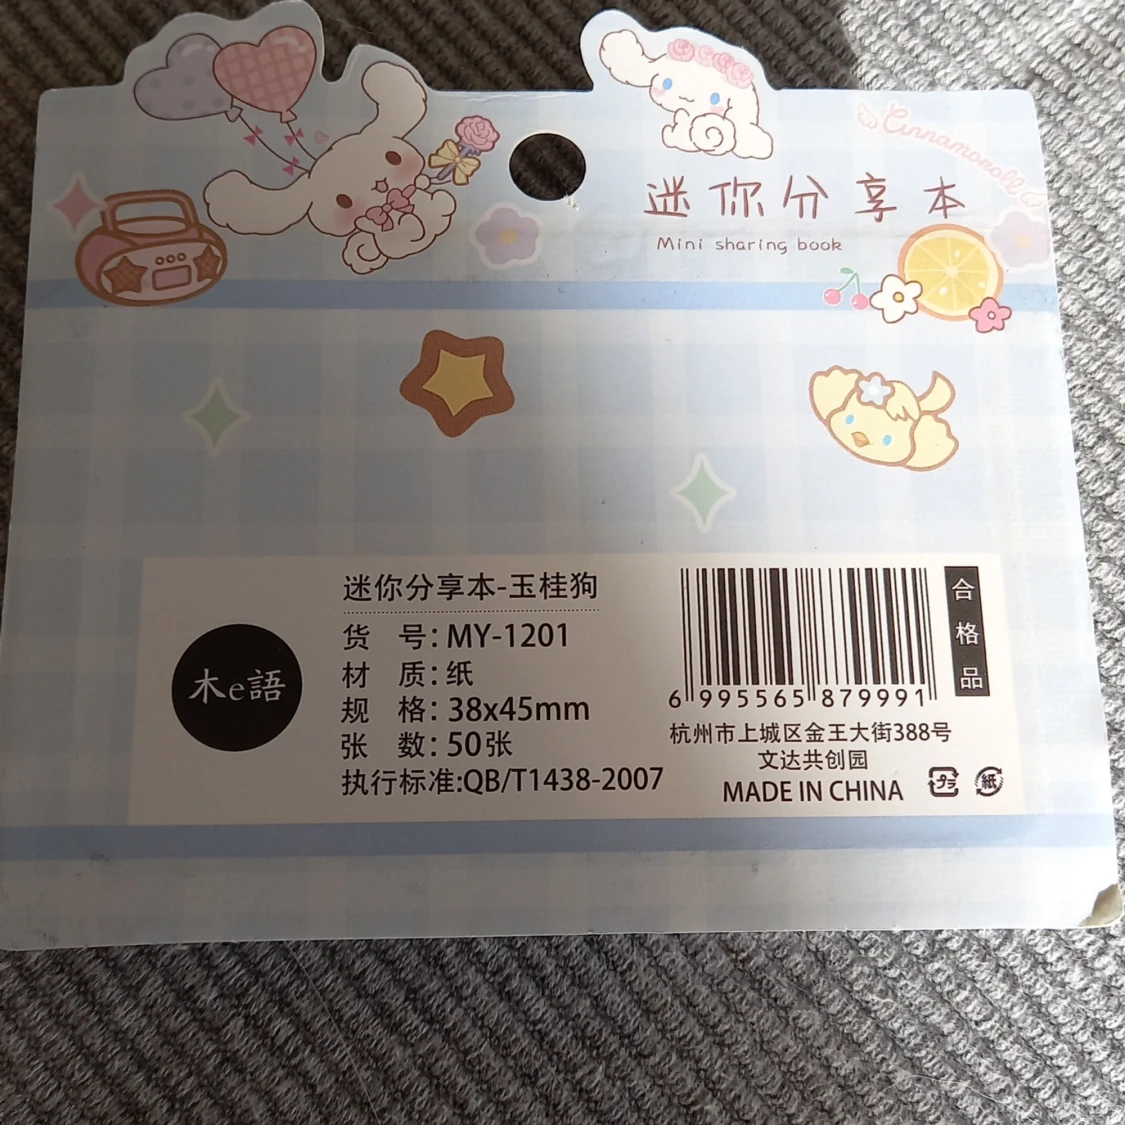 Cinnamoroll
迷你分享本
Mini sharing book
木e語
迷你分享本-玉桂狗
货 号:MY-1201
材 质:纸
规 格:38x45mm
张 数:50张
执行标准:QB/T1438-2007
6 995565 879991
合格品
杭州市上城区金王大街388号
文达共创园
MADE IN CHINA
プラ
紙